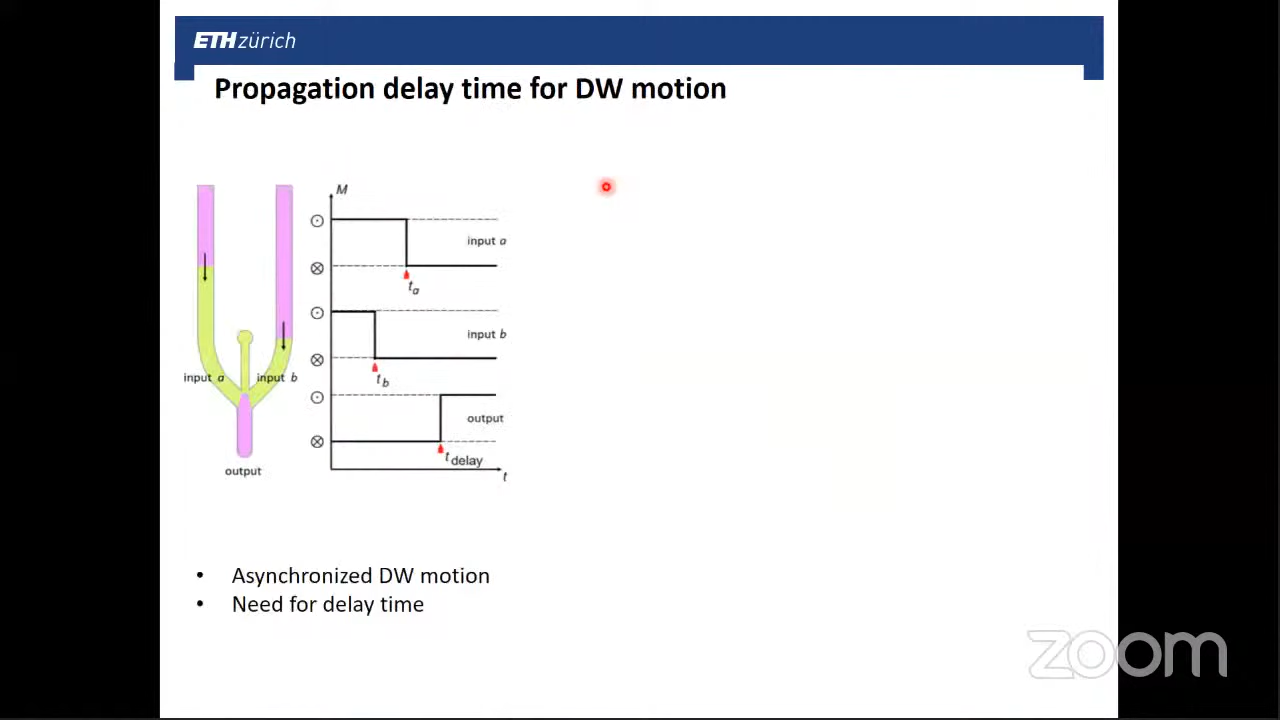 ETH zürich
Propagation delay time for DW motion
M
input a
t_a
input b
t_b
output
t_delay
t
input a
input b
output
• Asynchronized DW motion
• Need for delay time
zoom